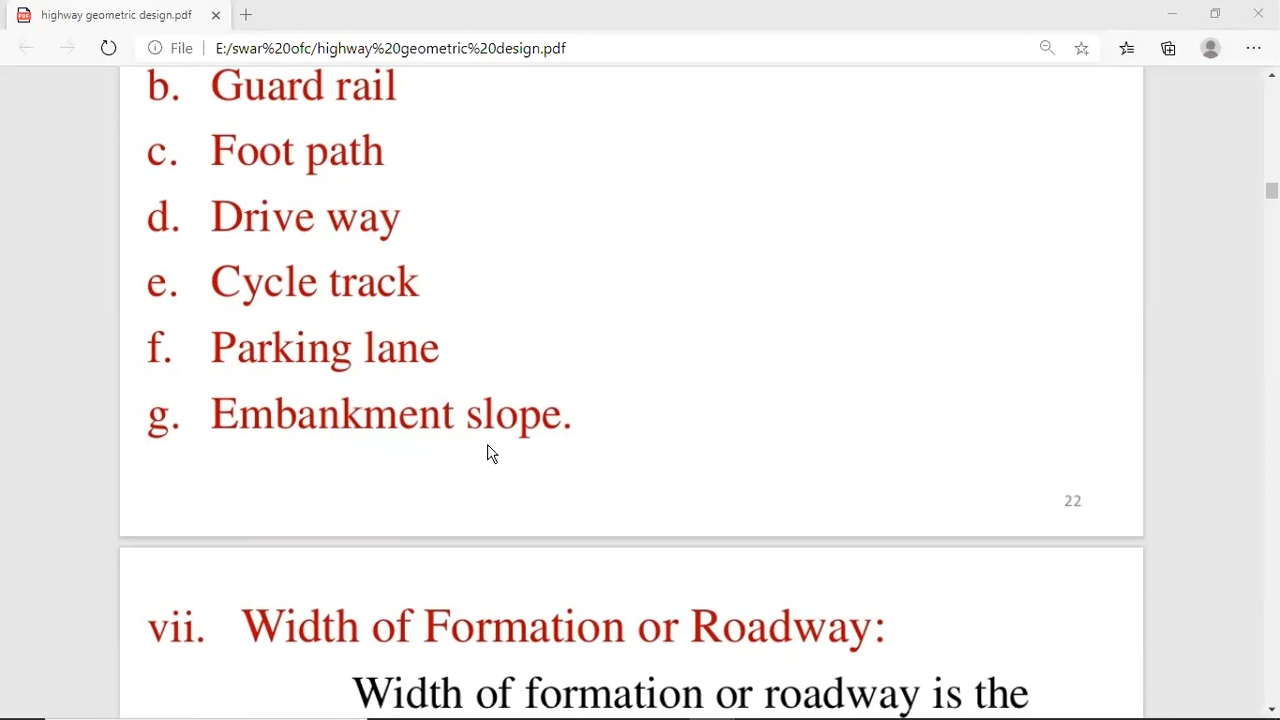 highway geometric design.pdf
File
E:/swar%20ofc/highway%20geometric%20design.pdf
b. Guard rail
c. Foot path
d. Drive way
e. Cycle track
f. Parking lane
g. Embankment slope.
22
vii. Width of Formation or Roadway:
Width of formation or roadway is the